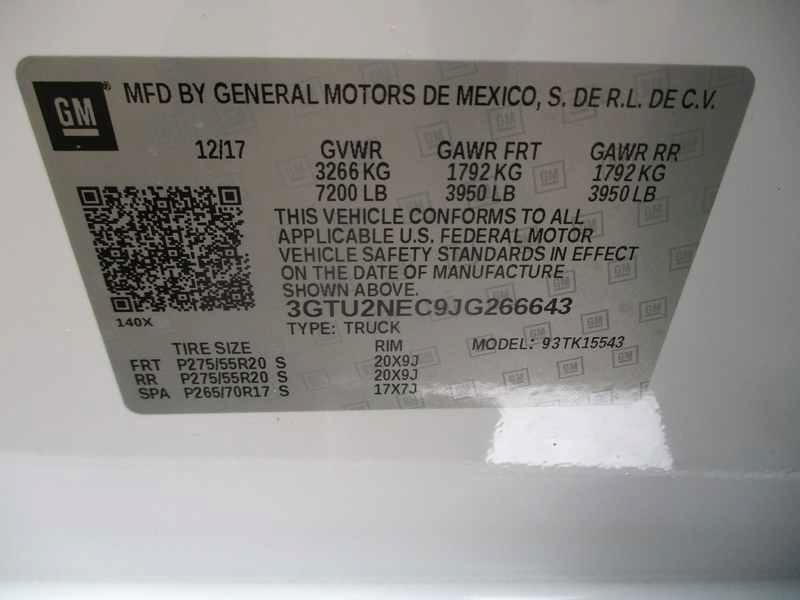 GM® MFD BY GENERAL MOTORS DE MEXICO, S. DE R.L. DE C.V.
12/17 GVWR GAWR FRT GAWR RR
3266 KG 1792 KG 1792 KG
7200 LB 3950 LB 3950 LB
THIS VEHICLE CONFORMS TO ALL
APPLICABLE U.S. FEDERAL MOTOR
VEHICLE SAFETY STANDARDS IN EFFECT
ON THE DATE OF MANUFACTURE
SHOWN ABOVE.
3GTU2NEC9JG266643
140X
TYPE: TRUCK
TIRE SIZE RIM MODEL: 93TK15543
FRT P275/55R20 S 20X9J
RR P275/55R20 S 20X9J
SPA P265/70R17 S 17X7J